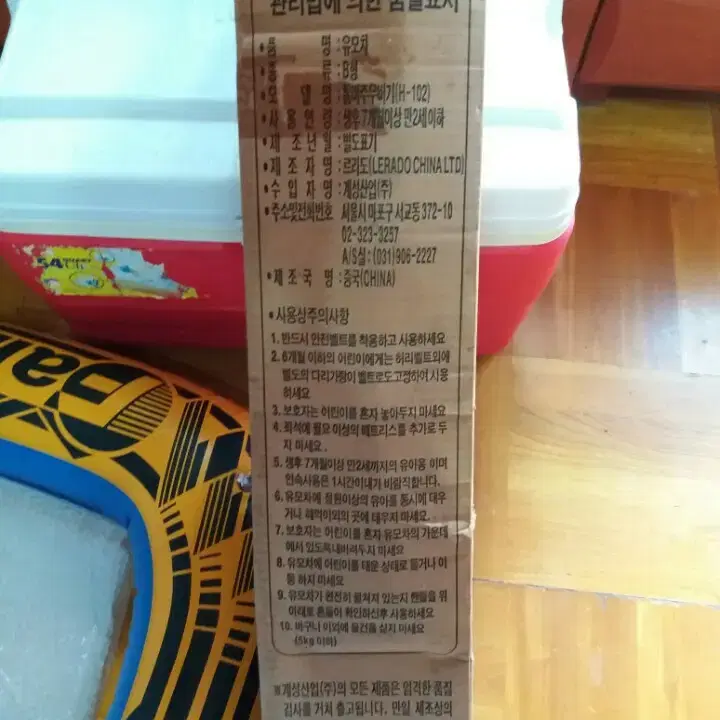 관리법에 의한 품질표시
• 품 명 : 유모차
• 종 류 : B형
• 모 델 명 : 톰매주무비기(H-102)
• 사 용 연 령 : 생후 7개월이상 만2세 이하
• 제 조 년 월 : 별도표기
• 제 조 자 명 : 르라도(LERADO CHINA LTD)
• 수 입 자 명 : 계성산업(주)
• 주소및전화번호 서울시 마포구 서교동 372-10
02-323-3257
A/S실 : (031)906-2227
• 제 조 국 명 : 중국(CHINA)
• 사용상주의사항
1. 반드시 안전벨트를 착용하고 사용하세요
2. 6개월 이하의 어린이에게는 허리벨트외에
별도의 다리가랑이 벨트로도고정하여 사용
하세요
3. 보호자는 어린이를 혼자 놓아두지 마세요
4. 좌석에 필요 이상의 매트리스를 추가로 두
지 마세요.
5. 생후 7개월이상 만2세까지의 유아용 이며
연속사용은 1시간이내가 바람직합니다.
6. 유모차에 정원이상의 유아를 동시에 태우
거나 좌석이외의 곳에 태우지 마세요.
7. 보호자는 어린이를 혼자 유모차의 가운데
에서 있도록내버려두지 마세요
8. 유모차에 어린이를 태운 상태로 들거나 이
동 하지 마세요
9. 유모차가 완전히 펼쳐져 있는지 핸들을 위
아래로 흔들어 확인하신후 사용하세요
10. 바구니 이외에 물건을 싣지 마세요
(5kg 이하)
※계성산업(주)의 모든 제품은 엄격한 품질
검사를 거쳐 출고됩니다. 만일 제조상의
54